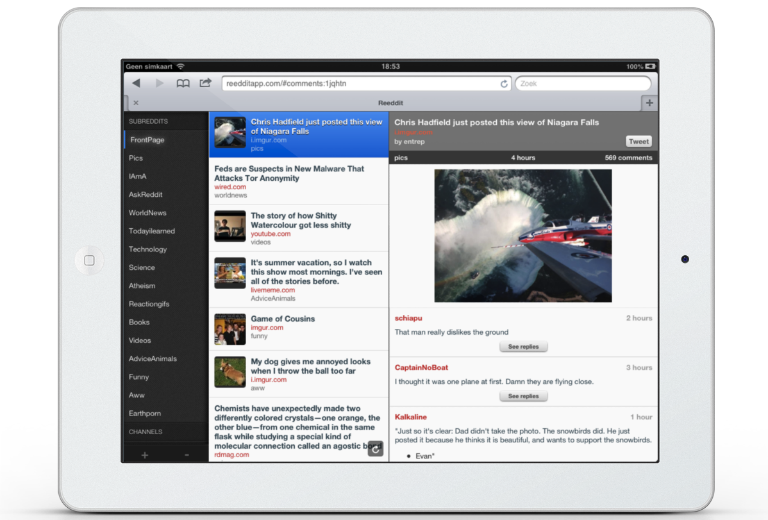 Geen simkaart
18:53
100%
reedditapp.com/#comments:1jqhtn
Zoek
Reeddit
SUBREDDITS
FrontPage
Pics
IAmA
AskReddit
WorldNews
Todayilearned
Technology
Science
Atheism
Reactiongifs
Books
Videos
AdviceAnimals
Funny
Aww
Earthporn
CHANNELS
+ -
Chris Hadfield just posted this view
of Niagara Falls
i.imgur.com
pics
Feds are Suspects in New Malware That
Attacks Tor Anonymity
wired.com
worldnews
The story of how Shitty
Watercolour got less shitty
youtube.com
videos
It's summer vacation, so I watch
this show most mornings. I've seen
all of the stories before.
livememe.com
AdviceAnimals
Game of Cousins
imgur.com
funny
My dog gives me annoyed looks
when I throw the ball too far
i.imgur.com
aww
Chemists have unexpectedly made two
differently colored crystals—one orange, the
other blue—from one chemical in the same
flask while studying a special kind of
molecular connection called an agostic
rdmag.com
Chris Hadfield just posted this view of Niagara Falls
by entrep
Tweet
pics 4 hours 569 comments
schiapu 2 hours
That man really dislikes the ground
See replies
CaptainNoBoat 3 hours
I thought it was one plane at first. Damn they are flying close.
See replies
Kalkaline 1 hour
"Just so it's clear: Dad didn't take the photo. The snowbirds did. He just
posted it because he thinks it is beautiful, and wants to support the snowbirds.
• Evan"